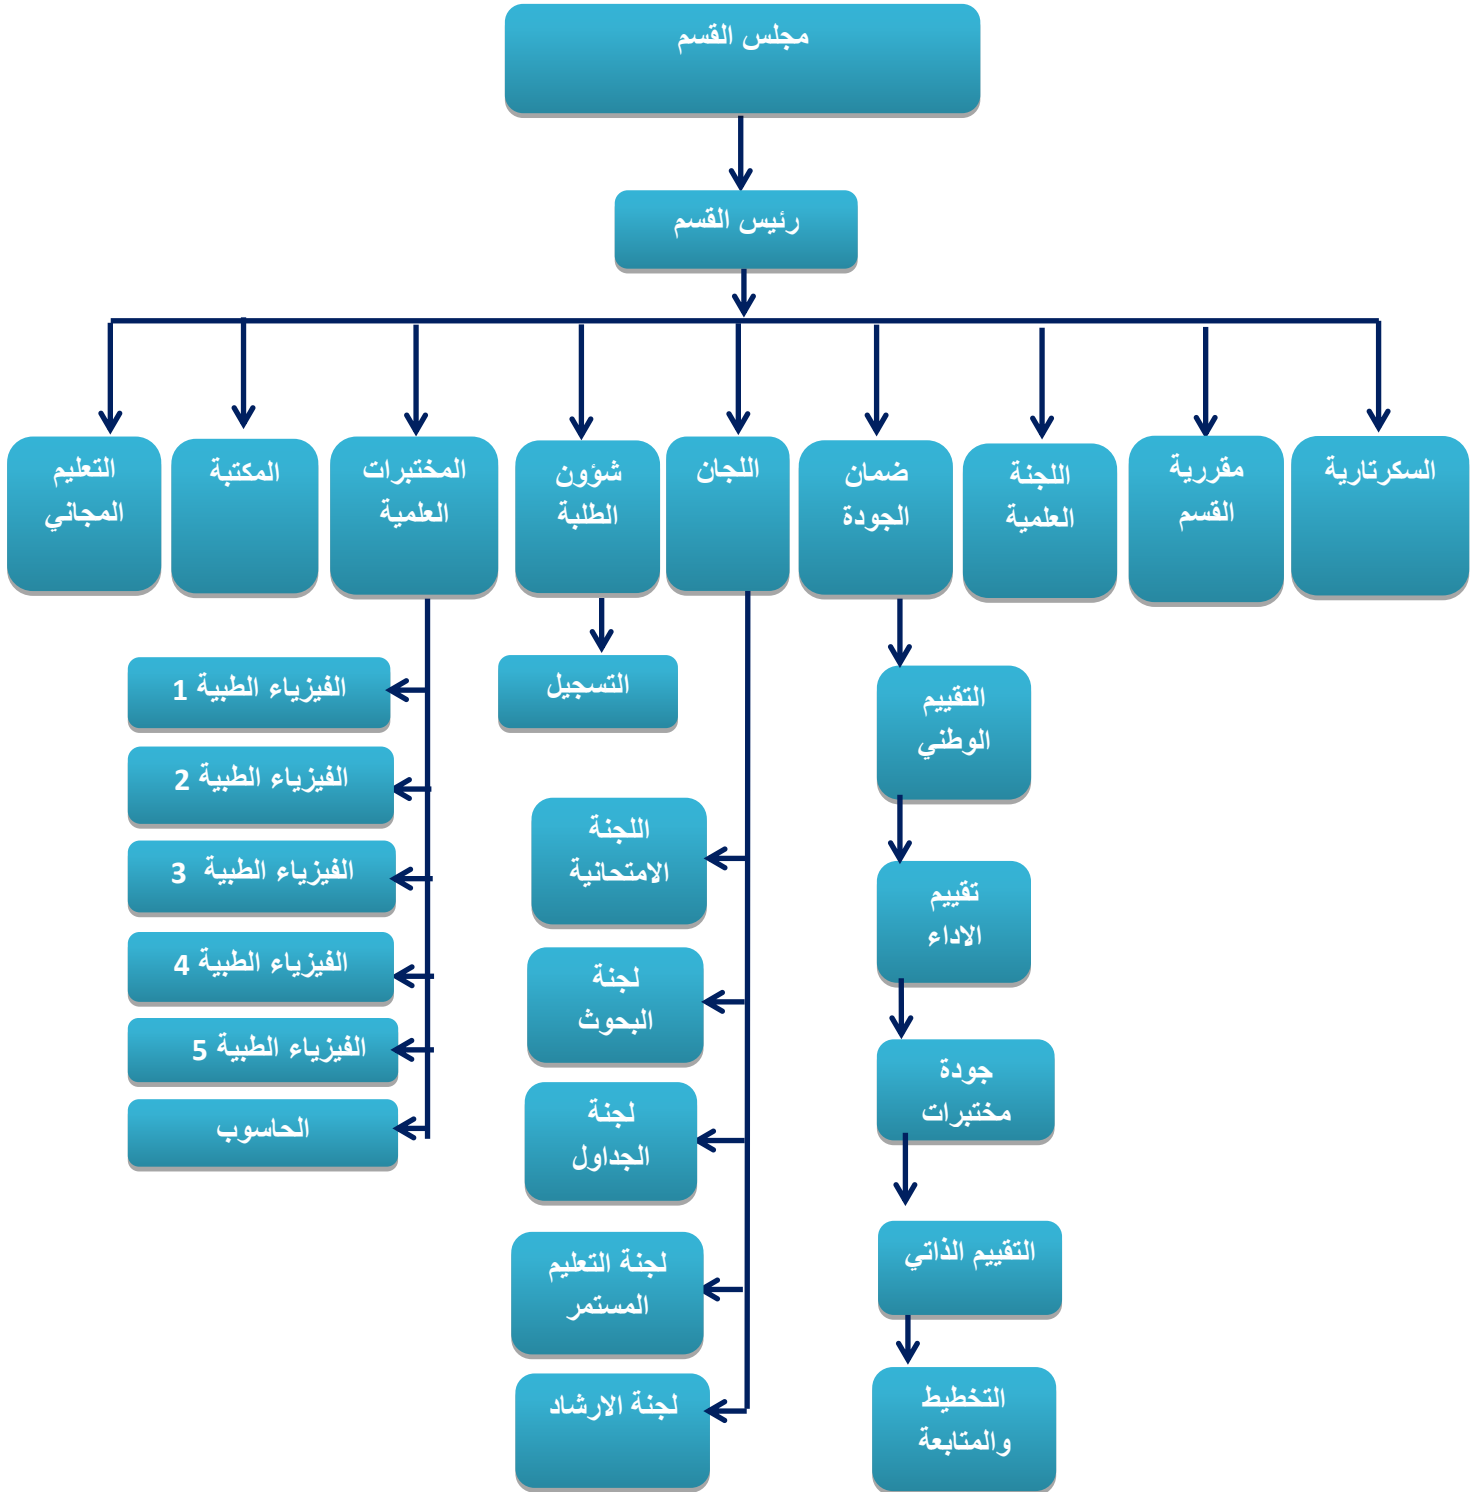 مجلس القسم
رئيس القسم
السكرتارية
مقررية
القسم
اللجنة
العلمية
ضمان
الجودة
اللجان
شؤون
الطلبة
المختبرات
العلمية
المكتبة
التعليم
المجاني
التقييم
الوطني
تقييم
الاداء
جودة
مختبرات
التقييم الذاتي
التخطيط
والمتابعة
اللجنة
الامتحانية
لجنة
البحوث
لجنة
الجداول
لجنة التعليم
المستمر
لجنة الارشاد
التسجيل
الفيزياء الطبية 1
الفيزياء الطبية 2
الفيزياء الطبية 3
الفيزياء الطبية 4
الفيزياء الطبية 5
الحاسوب